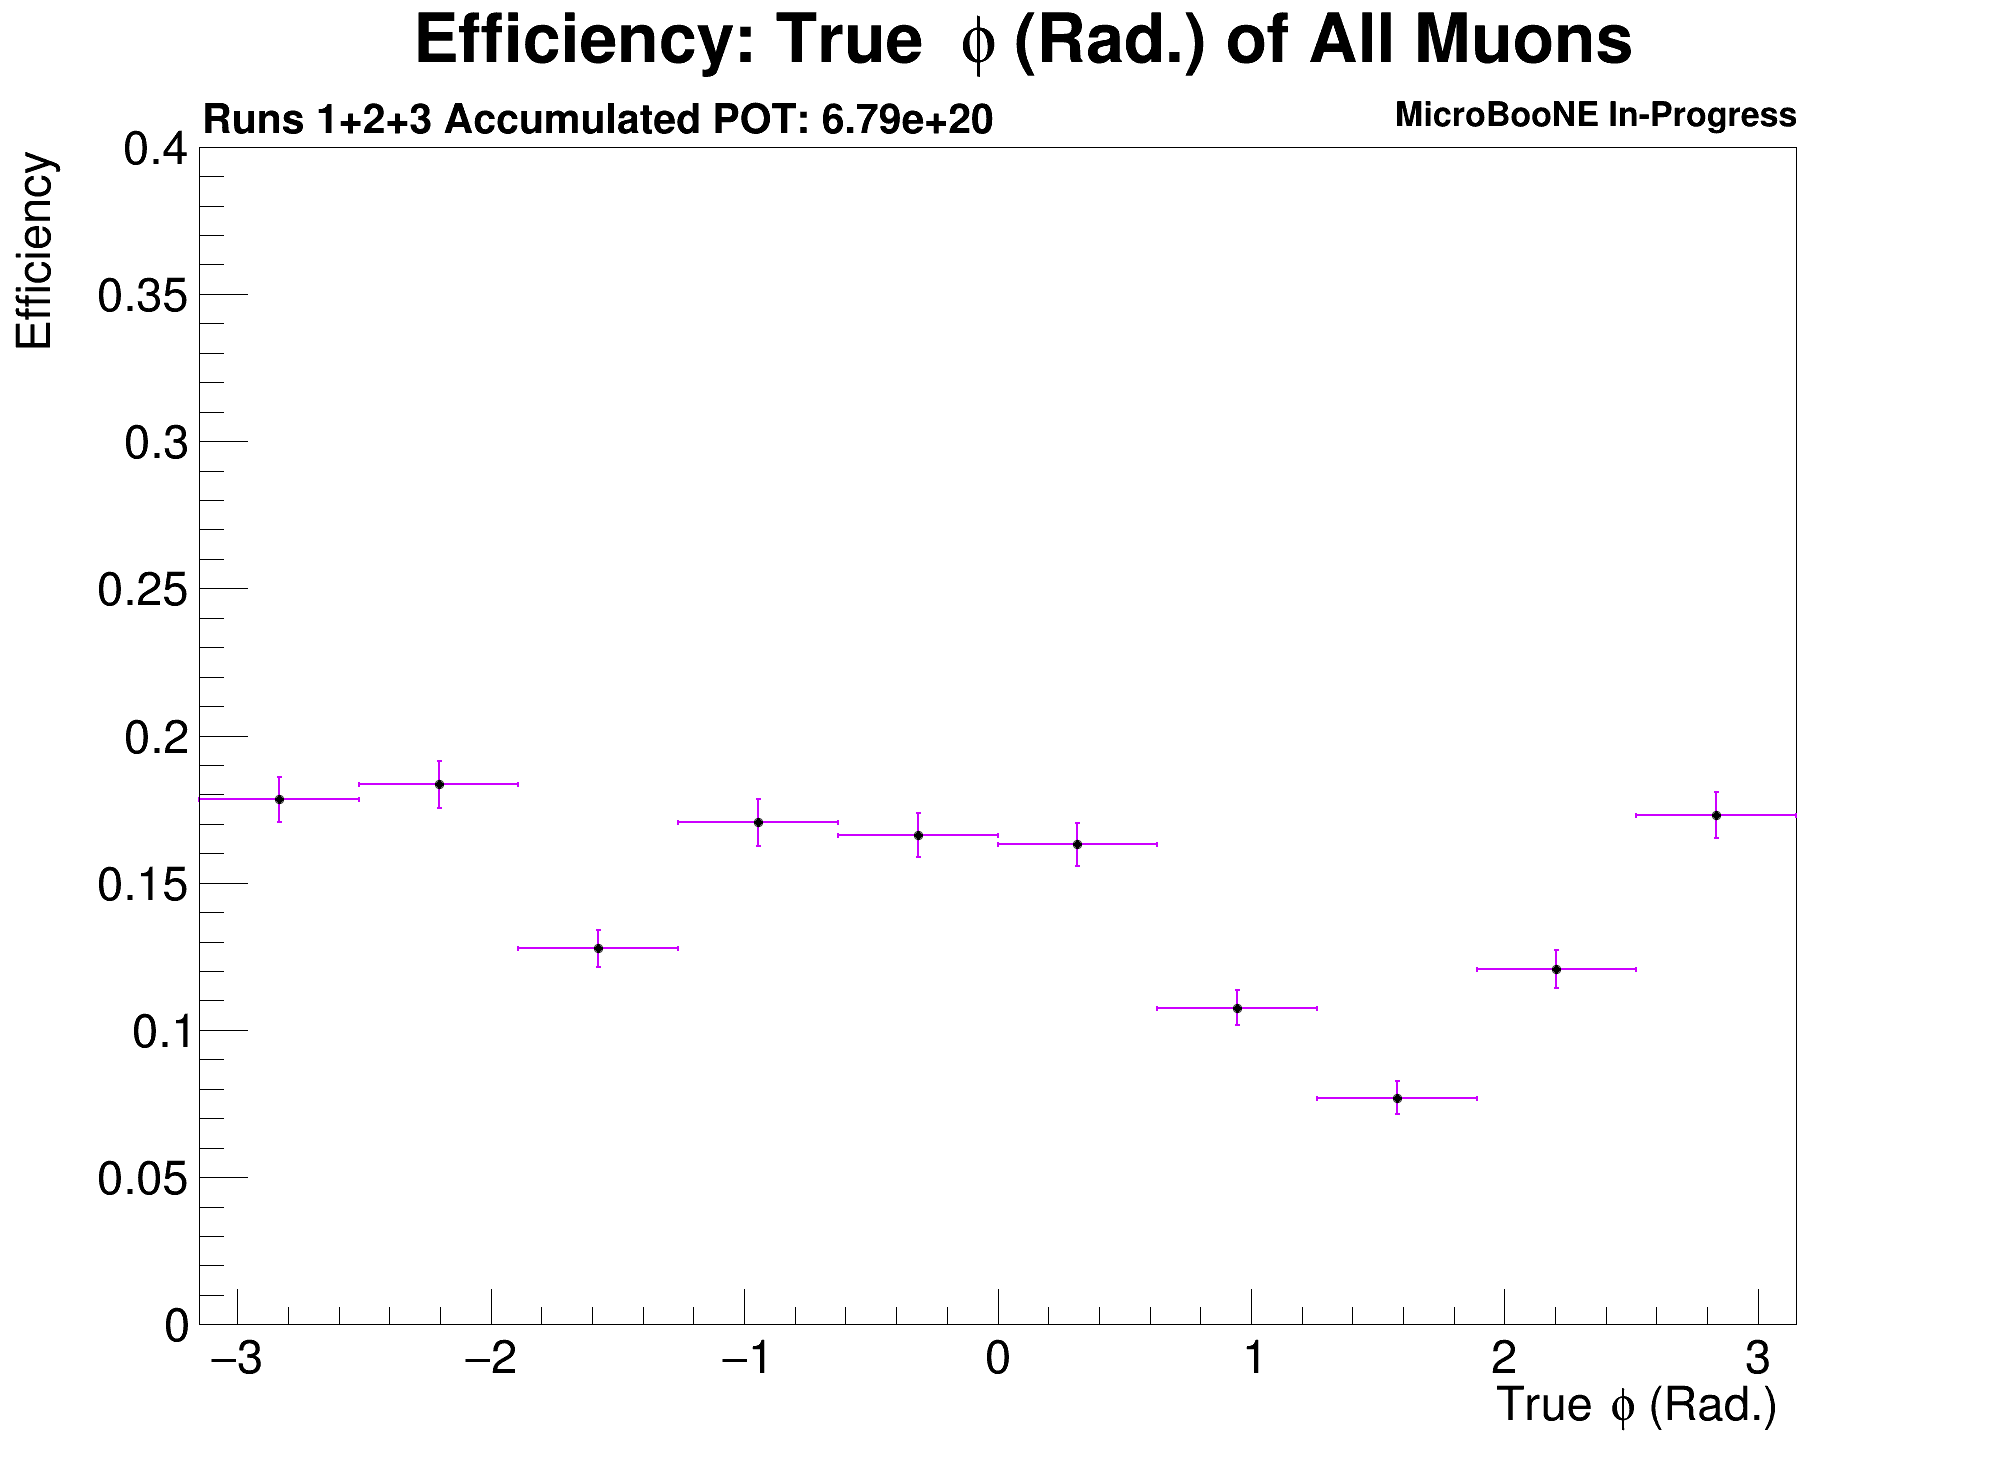 Efficiency: True ϕ (Rad.) of All Muons
Runs 1+2+3 Accumulated POT: 6.79e+20
MicroBooNE In-Progress
Efficiency
0.4
0.35
0.3
0.25
0.2
0.15
0.1
0.05
0
−3 −2 −1 0 1 2 3
True ϕ (Rad.)